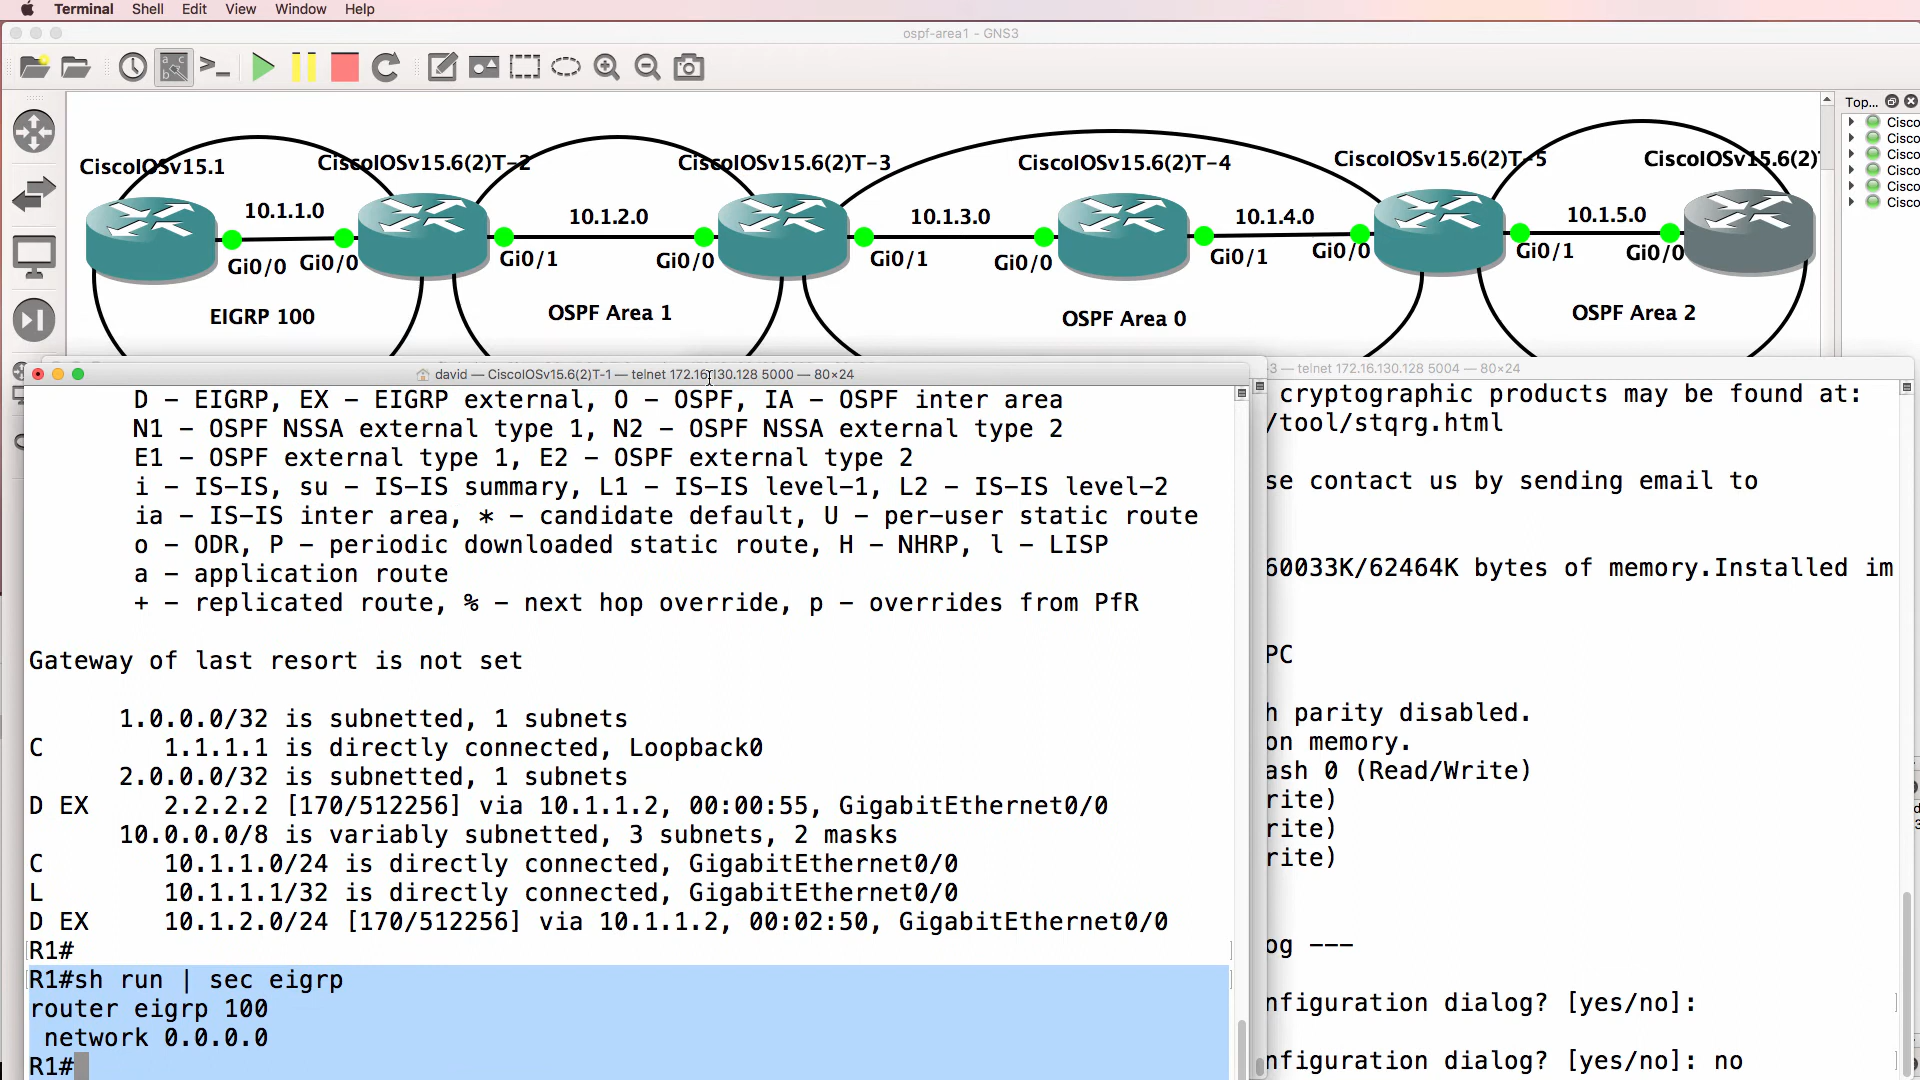 Terminal Shell Edit View Window Help
ospf-area1 - GNS3
Top...
CiscoIOSv15.1
CiscoIOSv15.6(2)T-2
CiscoIOSv15.6(2)T-3
CiscoIOSv15.6(2)T-4
CiscoIOSv15.6(2)T-5
CiscoIOSv15.6(2)T
Cisco
Cisco
Cisco
Cisco
Cisco
Cisco
10.1.1.0
10.1.2.0
10.1.3.0
10.1.4.0
10.1.5.0
Gi0/0
Gi0/0
Gi0/1
Gi0/0
Gi0/1
Gi0/0
Gi0/1
Gi0/0
Gi0/1
Gi0/0
EIGRP 100
OSPF Area 1
OSPF Area 0
OSPF Area 2
david — CiscoIOSv15.6(2)T-1 — telnet 172.16.130.128 5000 — 80×24
D - EIGRP, EX - EIGRP external, O - OSPF, IA - OSPF inter area
N1 - OSPF NSSA external type 1, N2 - OSPF NSSA external type 2
E1 - OSPF external type 1, E2 - OSPF external type 2
i - IS-IS, su - IS-IS summary, L1 - IS-IS level-1, L2 - IS-IS level-2
ia - IS-IS inter area, * - candidate default, U - per-user static route
o - ODR, P - periodic downloaded static route, H - NHRP, l - LISP
a - application route
+ - replicated route, % - next hop override, p - overrides from PfR
Gateway of last resort is not set
1.0.0.0/32 is subnetted, 1 subnets
C 1.1.1.1 is directly connected, Loopback0
2.0.0.0/32 is subnetted, 1 subnets
D EX 2.2.2.2 [170/512256] via 10.1.1.2, 00:00:55, GigabitEthernet0/0
10.0.0.0/8 is variably subnetted, 3 subnets, 2 masks
C 10.1.1.0/24 is directly connected, GigabitEthernet0/0
L 10.1.1.1/32 is directly connected, GigabitEthernet0/0
D EX 10.1.2.0/24 [170/512256] via 10.1.1.2, 00:02:50, GigabitEthernet0/0
R1#
R1#sh run | sec eigrp
router eigrp 100
network 0.0.0.0
R1#
-3 — telnet 172.16.130.128 5004 — 80×24
cryptographic products may be found at:
/tool/stqrg.html
se contact us by sending email to
60033K/62464K bytes of memory.Installed im
PC
h parity disabled.
on memory.
ash 0 (Read/Write)
rite)
rite)
rite)
og ---
nfiguration dialog? [yes/no]:
nfiguration dialog? [yes/no]: no